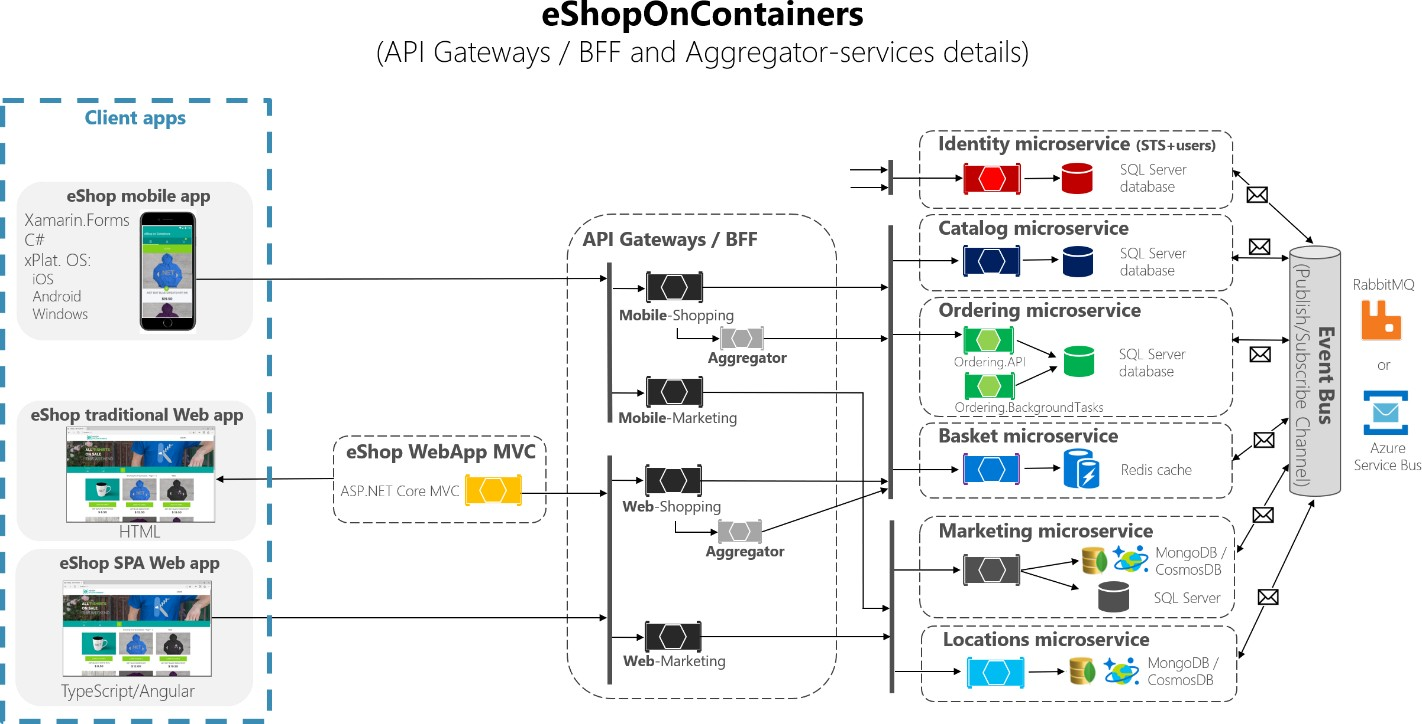 eShopOnContainers
(API Gateways / BFF and Aggregator-services details)
Client apps
eShop mobile app
Xamarin.Forms
C#
xPlat. OS:
iOS
Android
Windows
eShop traditional Web app
HTML
eShop SPA Web app
TypeScript/Angular
eShop WebApp MVC
ASP.NET Core MVC
API Gateways / BFF
Mobile-Shopping
Aggregator
Mobile-Marketing
Web-Shopping
Aggregator
Web-Marketing
Identity microservice (STS+users)
SQL Server
database
Catalog microservice
SQL Server
database
Ordering microservice
Ordering.API
SQL Server
database
Ordering.BackgroundTasks
Basket microservice
Redis cache
Marketing microservice
MongoDB /
CosmosDB
SQL Server
Locations microservice
MongoDB /
CosmosDB
Event Bus
(Publish/Subscribe Channel)
RabbitMQ
or
Azure
Service Bus